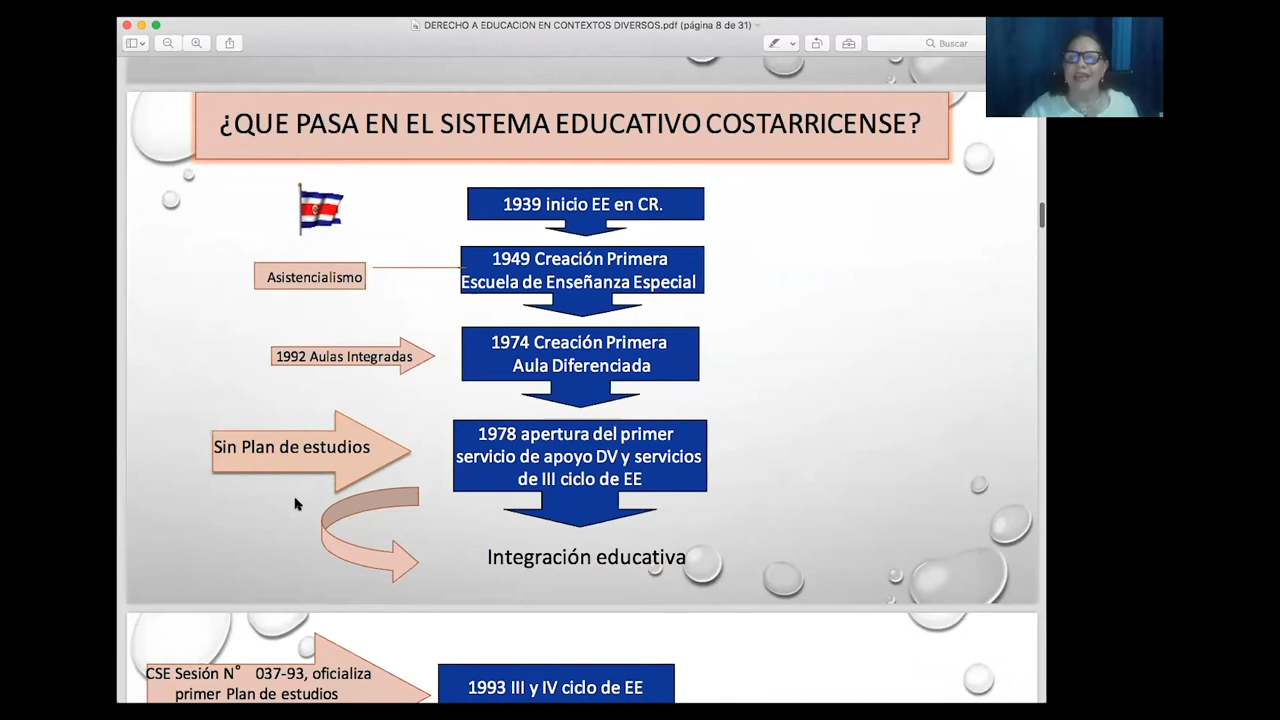 DERECHO A EDUCACION EN CONTEXTOS DIVERSOS.pdf (página 8 de 31)
Buscar
¿QUE PASA EN EL SISTEMA EDUCATIVO COSTARRICENSE?
1939 inicio EE en CR.
1949 Creación Primera
Escuela de Enseñanza Especial
Asistencialismo
1974 Creación Primera
Aula Diferenciada
1992 Aulas Integradas
1978 apertura del primer
servicio de apoyo DV y servicios
de III ciclo de EE
Sin Plan de estudios
Integración educativa
CSE Sesión N° 037-93, oficializa
primer Plan de estudios
1993 III y IV ciclo de EE